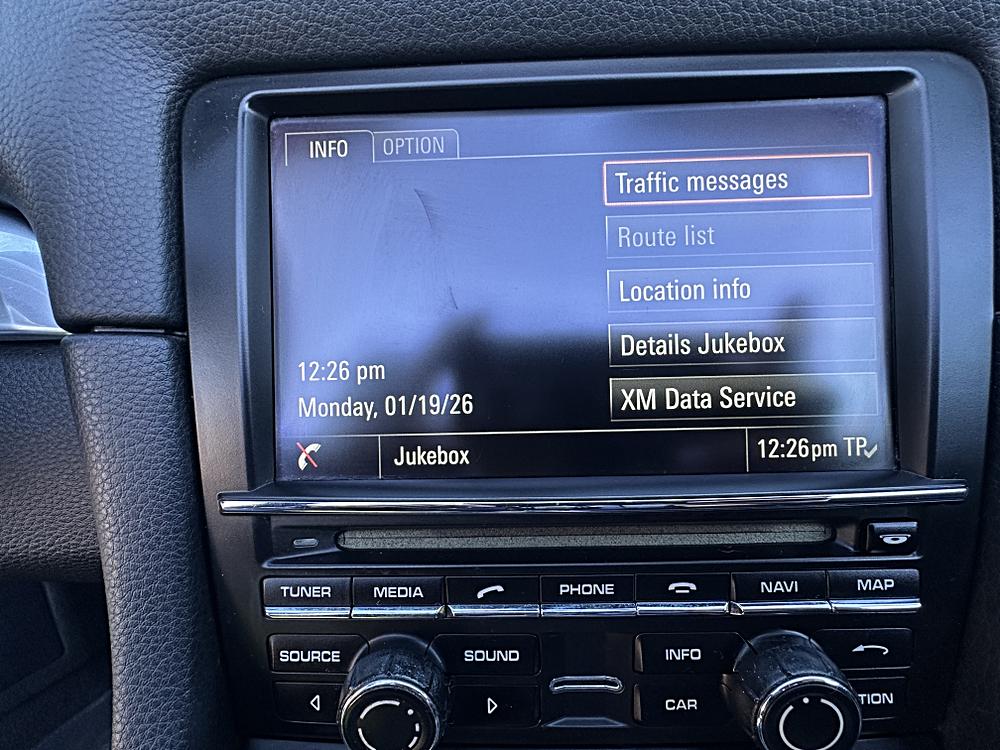 INFO OPTION
Traffic messages
Route list
Location info
Details Jukebox
XM Data Service
12:26 pm
Monday, 01/19/26
Jukebox 12:26pm TP
TUNER MEDIA PHONE NAVI MAP
SOURCE SOUND INFO
CAR TION